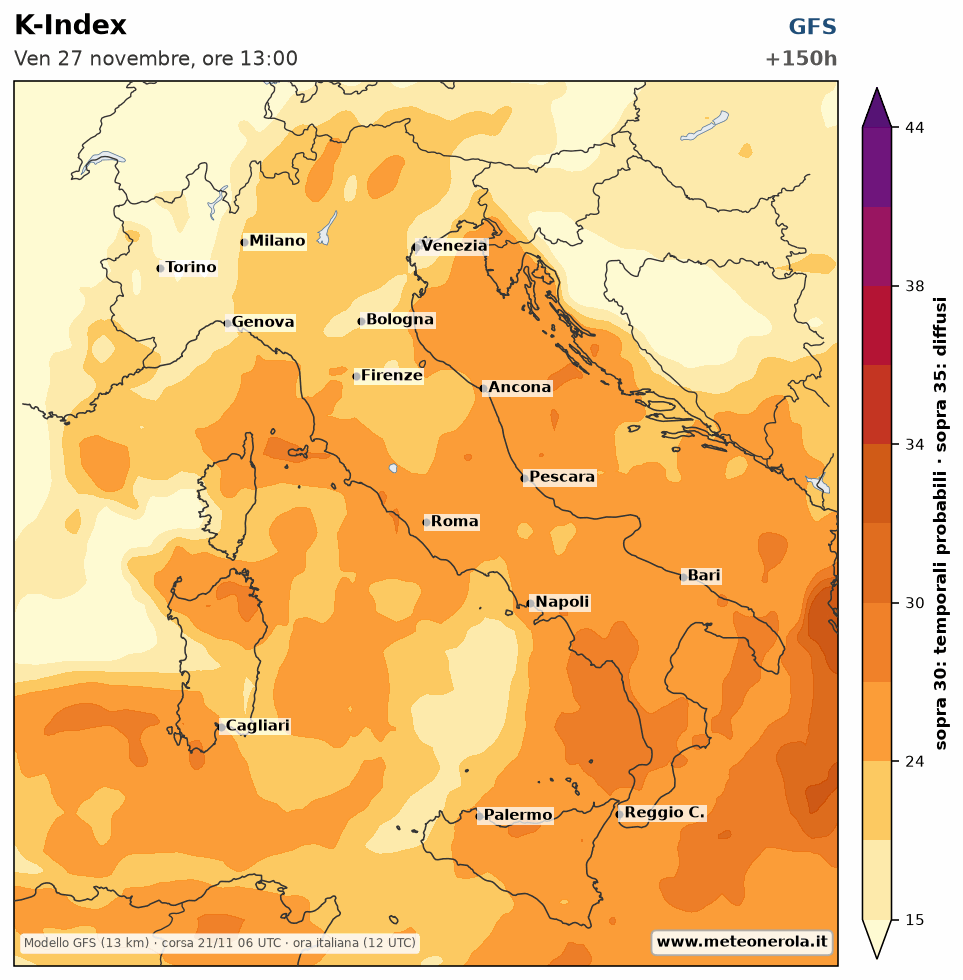 K-Index
GFS
Ven 27 novembre, ore 13:00
+150h
Milano
Venezia
Torino
Genova
Bologna
Firenze
Ancona
Pescara
Roma
Bari
Napoli
Cagliari
Palermo
Reggio C.
44
38
34
30
24
15
sopra 30: temporali probabili · sopra 35: diffusi
Modello GFS (13 km) · corsa 21/11 06 UTC · ora italiana (12 UTC)
www.meteonerola.it